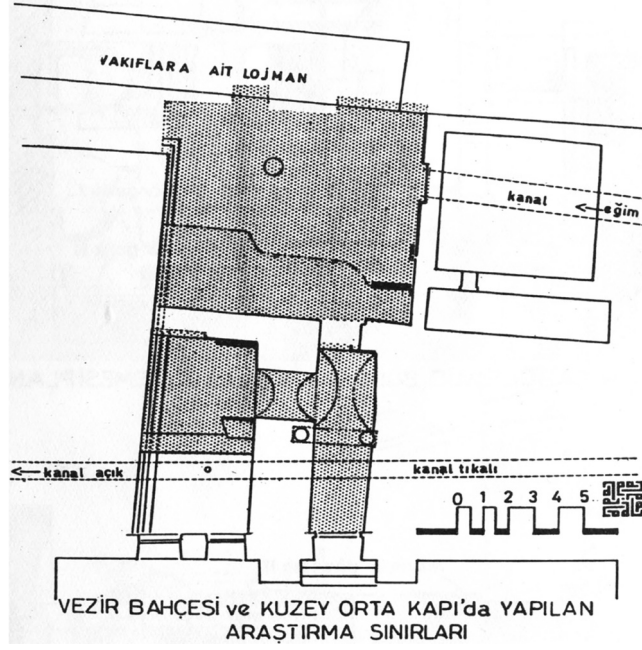 VAKIFLARA AİT LOJMAN
kanal
eğim
kanal açık
kanal tıkalı
0 1 2 3 4 5
VEZİR BAHÇESİ ve KUZEY ORTA KAPI'da YAPILAN
ARAŞTIRMA SINIRLARI